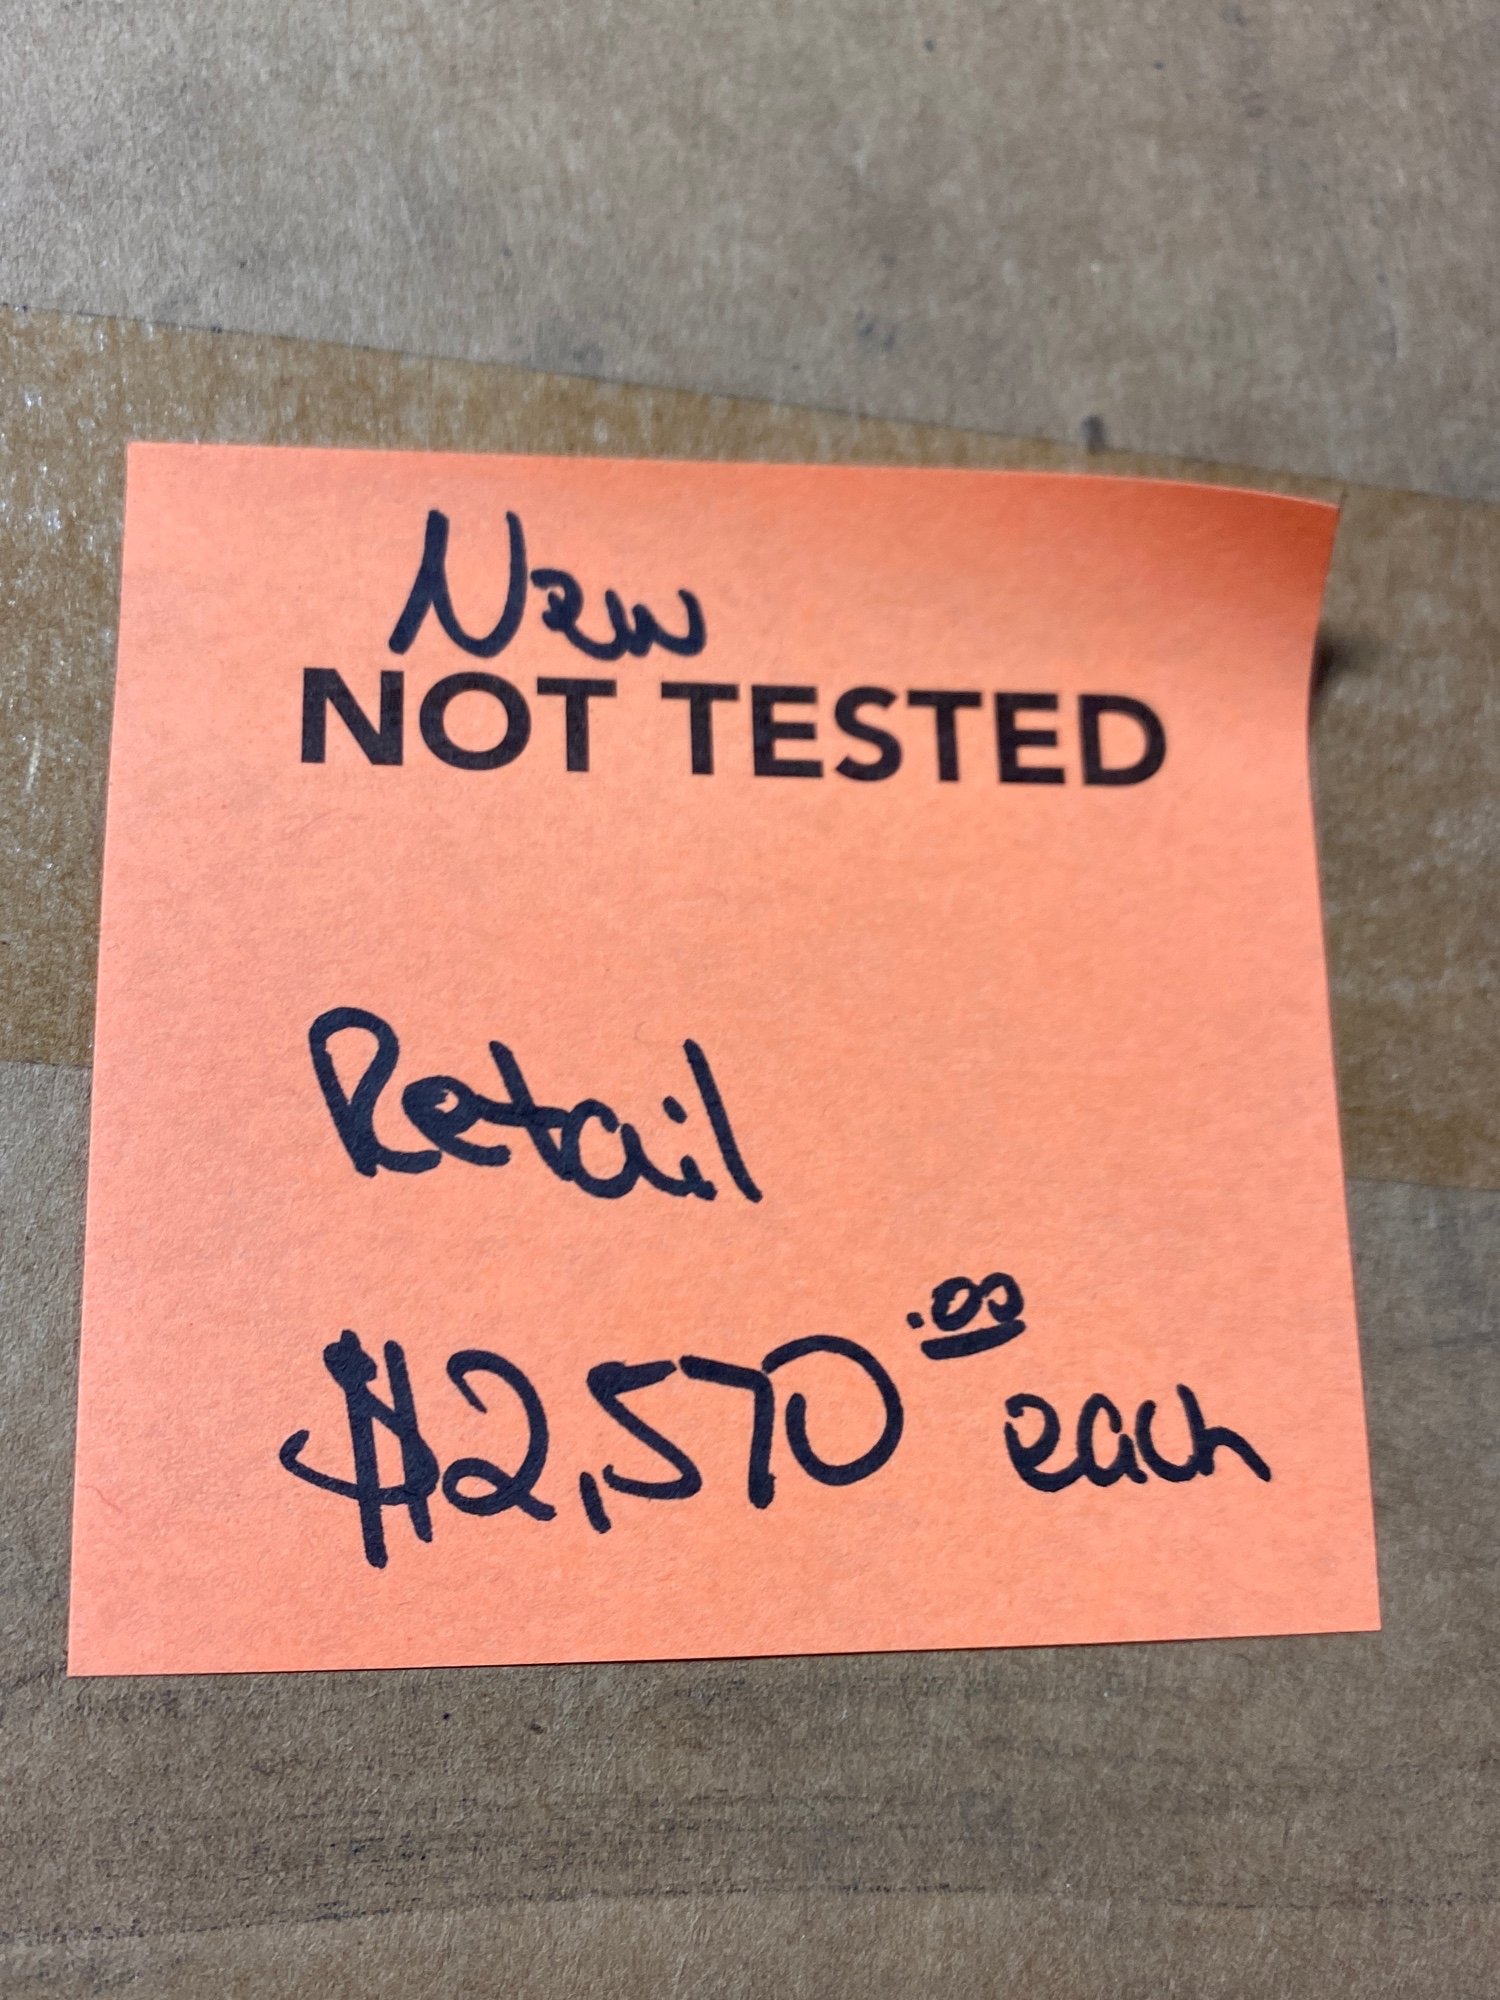 New
NOT TESTED
Retail
$2,570.00 each